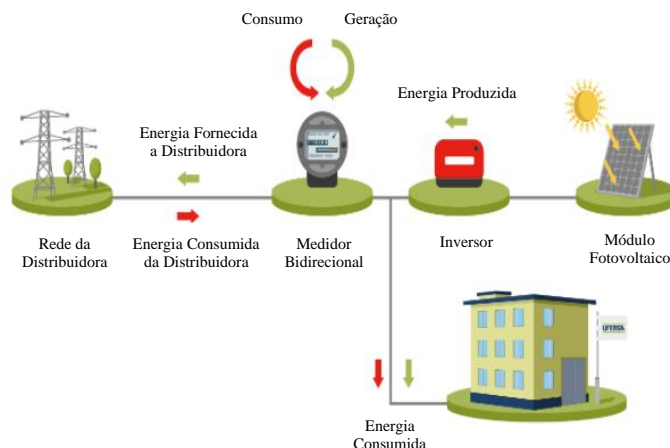 Consumo
Geração
Energia Produzida
Energia Fornecida
a Distribuidora
Rede da
Distribuidora
Energia Consumida
da Distribuidora
Medidor
Bidirecional
Inversor
Módulo
Fotovoltaico
UFERSA
Energia
Consumida